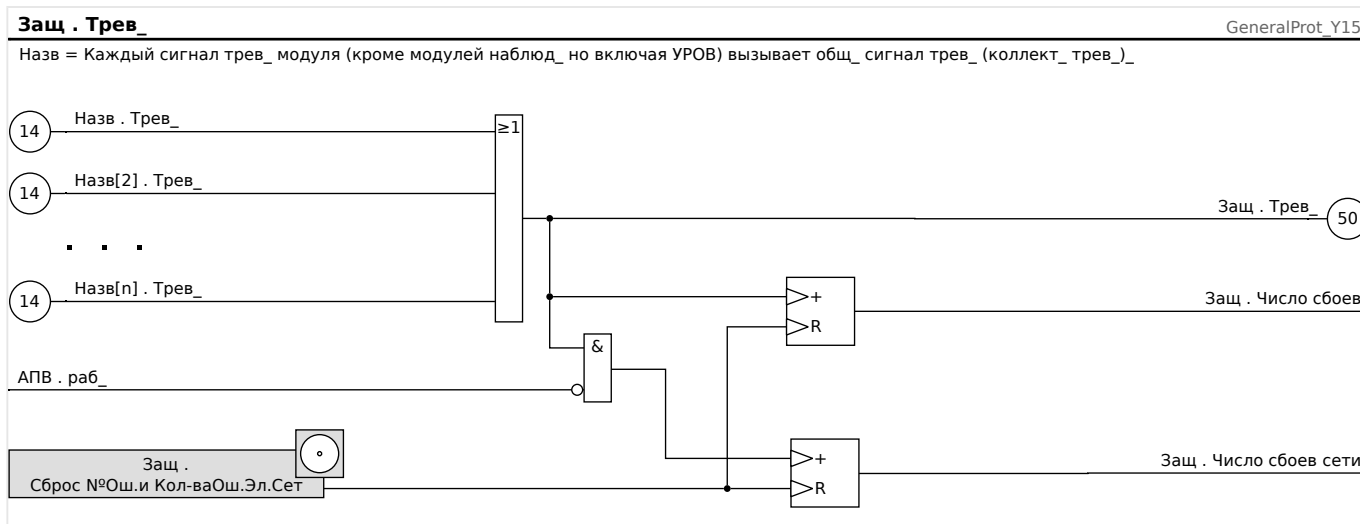 Защ . Трев_
GeneralProt_Y15
Назв = Каждый сигнал трев_ модуля (кроме модулей наблюд_ но включая УРОВ) вызывает общ_ сигнал трев_ (коллект_ трев_)_
14
Назв . Трев_
≥1
14
Назв[2] . Трев_
Защ . Трев_
50
. . .
14
Назв[n] . Трев_
+
Защ . Число сбоев
R
&
АПВ . раб_
Защ .
Сброс №Ош.и Кол-ваОш.Эл.Сет
+
Защ . Число сбоев сети
R